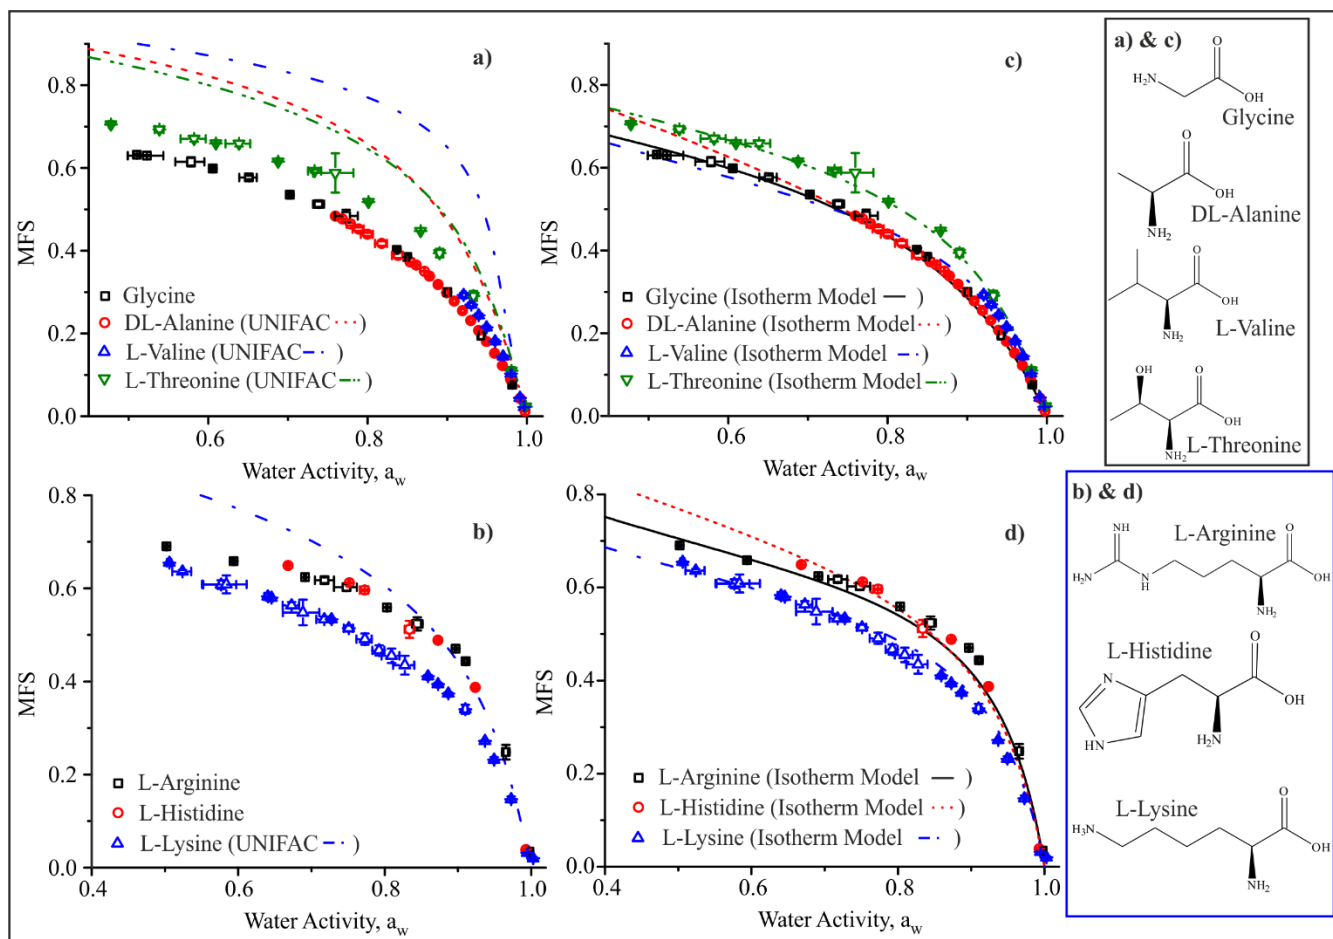 a)
MFS
0.8
0.6
0.4
0.2
0.0
Glycine
DL-Alanine (UNIFAC )
L-Valine (UNIFAC )
L-Threonine (UNIFAC )
0.6 0.8 1.0
Water Activity, aw
c)
MFS
0.8
0.6
0.4
0.2
0.0
Glycine (Isotherm Model )
DL-Alanine (Isotherm Model )
L-Valine (Isotherm Model )
L-Threonine (Isotherm Model )
0.6 0.8 1.0
Water Activity, aw
a) & c)
O
H2N
OH
Glycine
O
OH
DL-Alanine
NH2
O
OH
L-Valine
NH2
OH
O
OH
NH2
L-Threonine
b)
MFS
0.8
0.6
0.4
0.2
0.0
L-Arginine
L-Histidine
L-Lysine (UNIFAC )
0.4 0.6 0.8 1.0
Water Activity, aw
d)
MFS
0.8
0.6
0.4
0.2
0.0
L-Arginine (Isotherm Model )
L-Histidine (Isotherm Model )
L-Lysine (Isotherm Model )
0.4 0.6 0.8 1.0
Water Activity, aw
b) & d)
L-Arginine
NH
O
H2N
N
H
OH
NH2
L-Histidine
O
N
OH
HN
H2N
L-Lysine
O
H3N
OH
NH2